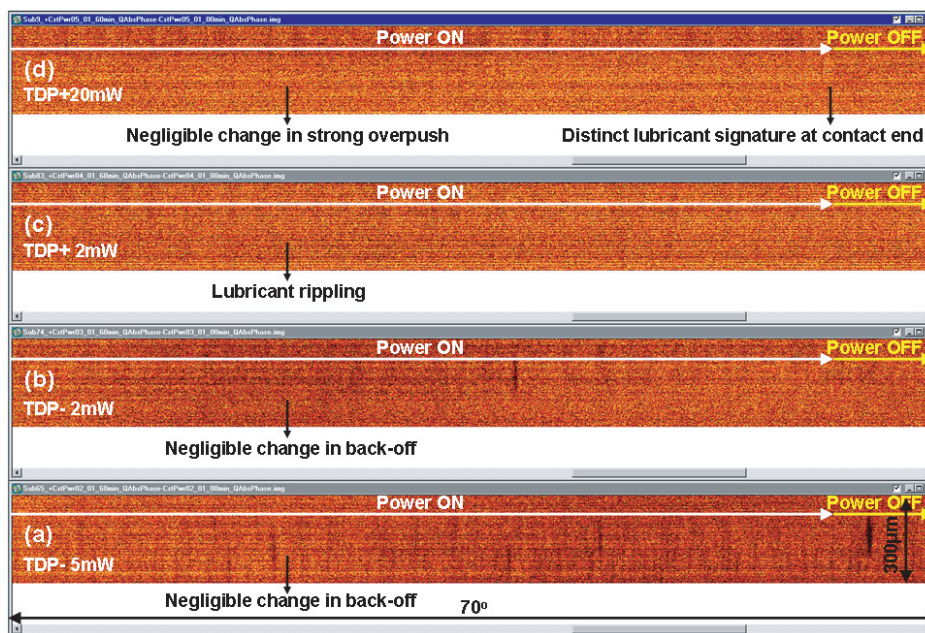 Sub9_+CstPwr05_01_60min_QAbsPhase-CstPwr05_01_00min_QAbsPhase.img
Power ON
Power OFF
(d)
TDP+20mW
Negligible change in strong overpush
Distinct lubricant signature at contact end
Sub83_+CstPwr04_01_60min_QAbsPhase-CstPwr04_01_00min_QAbsPhase.img
Power ON
Power OFF
(c)
TDP+ 2mW
Lubricant rippling
Sub74_+CstPwr03_01_60min_QAbsPhase-CstPwr03_01_00min_QAbsPhase.img
Power ON
Power OFF
(b)
TDP- 2mW
Negligible change in back-off
Sub65_+CstPwr02_01_60min_QAbsPhase-CstPwr02_01_00min_QAbsPhase.img
Power ON
Power OFF
(a)
TDP- 5mW
300μm
Negligible change in back-off
70º